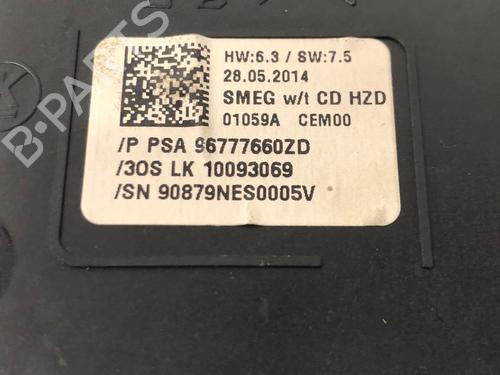 HW:6.3 / SW:7.5
28.05.2014
SMEG w/t CD HZD
01059A CEM00
/P PSA 96777660ZD
/3OS LK 10093069
/SN 90879NES0005V
B-PARTS